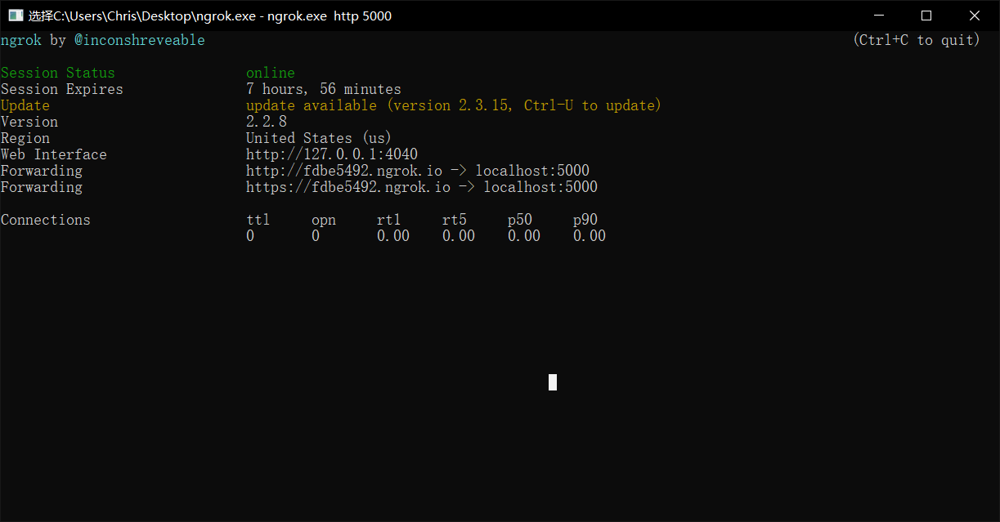 选择C:\Users\Chris\Desktop\ngrok.exe - ngrok.exe  http 5000
ngrok by @inconshreveable (Ctrl+C to quit)
Session Status online
Session Expires 7 hours, 56 minutes
Update update available (version 2.3.15, Ctrl-U to update)
Version 2.2.8
Region United States (us)
Web Interface http://127.0.0.1:4040
Forwarding http://fdbe5492.ngrok.io -> localhost:5000
Forwarding https://fdbe5492.ngrok.io -> localhost:5000
Connections ttl opn rt1 rt5 p50 p90
0 0 0.00 0.00 0.00 0.00